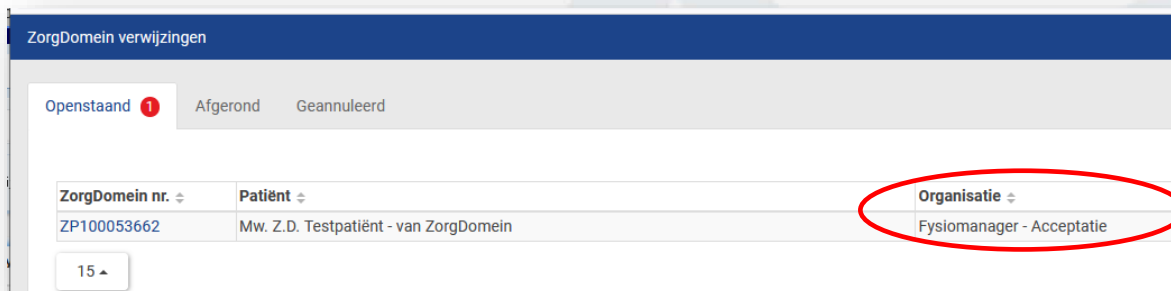 ZorgDomein verwijzingen
Openstaand 1 Afgerond Geannuleerd
ZorgDomein nr. Patiënt Organisatie
ZP100053662 Mw. Z.D. Testpatiënt - van ZorgDomein Fysiomanager - Acceptatie
15